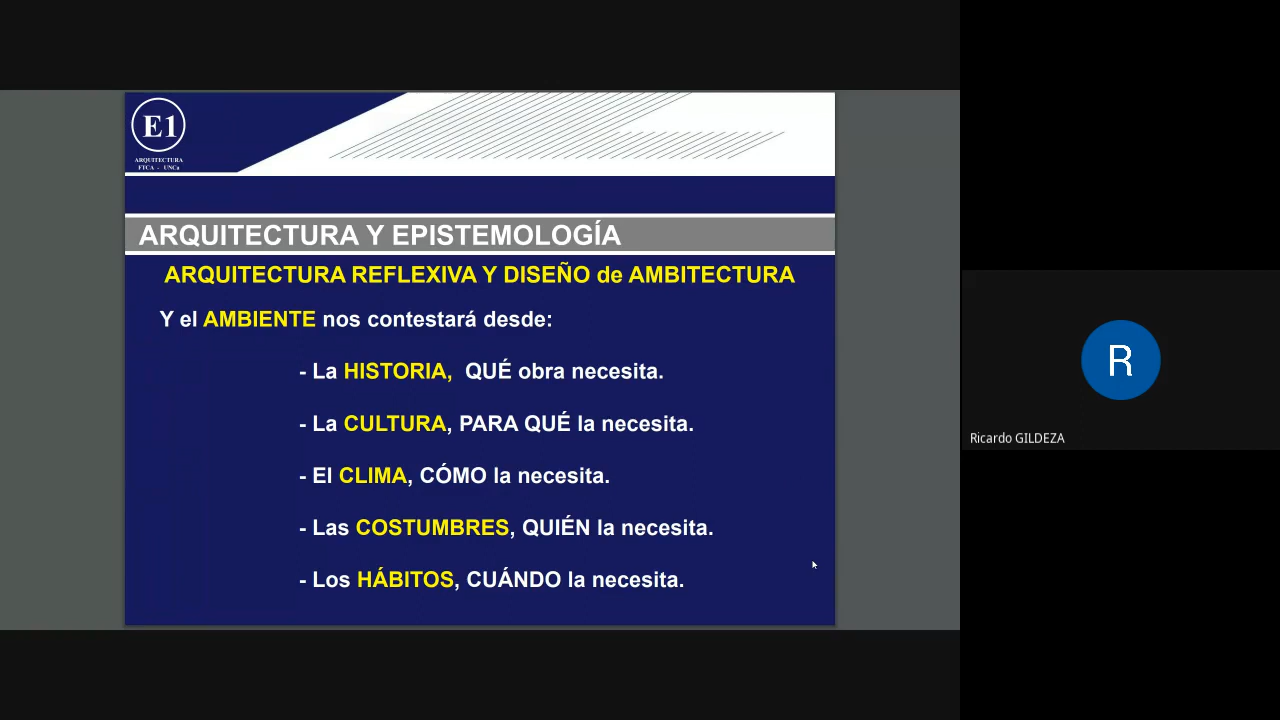 E1
ARQUITECTURA
FTCA - UNCa
ARQUITECTURA Y EPISTEMOLOGÍA
ARQUITECTURA REFLEXIVA Y DISEÑO de AMBITECTURA
Y el AMBIENTE nos contestará desde:
- La HISTORIA, QUÉ obra necesita.
- La CULTURA, PARA QUÉ la necesita.
- El CLIMA, CÓMO la necesita.
- Las COSTUMBRES, QUIÉN la necesita.
- Los HÁBITOS, CUÁNDO la necesita.
R
Ricardo GILDEZA